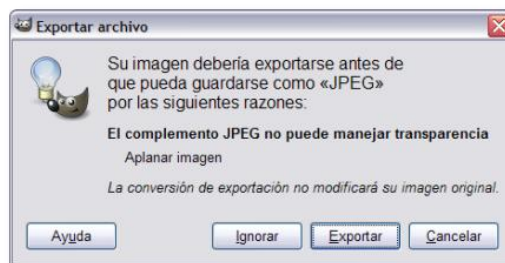 Exportar archivo
Su imagen debería exportarse antes de
que pueda guardarse como «JPEG»
por las siguientes razones:
El complemento JPEG no puede manejar transparencia
Aplanar imagen
La conversión de exportación no modificará su imagen original.
Ayuda
Ignorar
Exportar
Cancelar